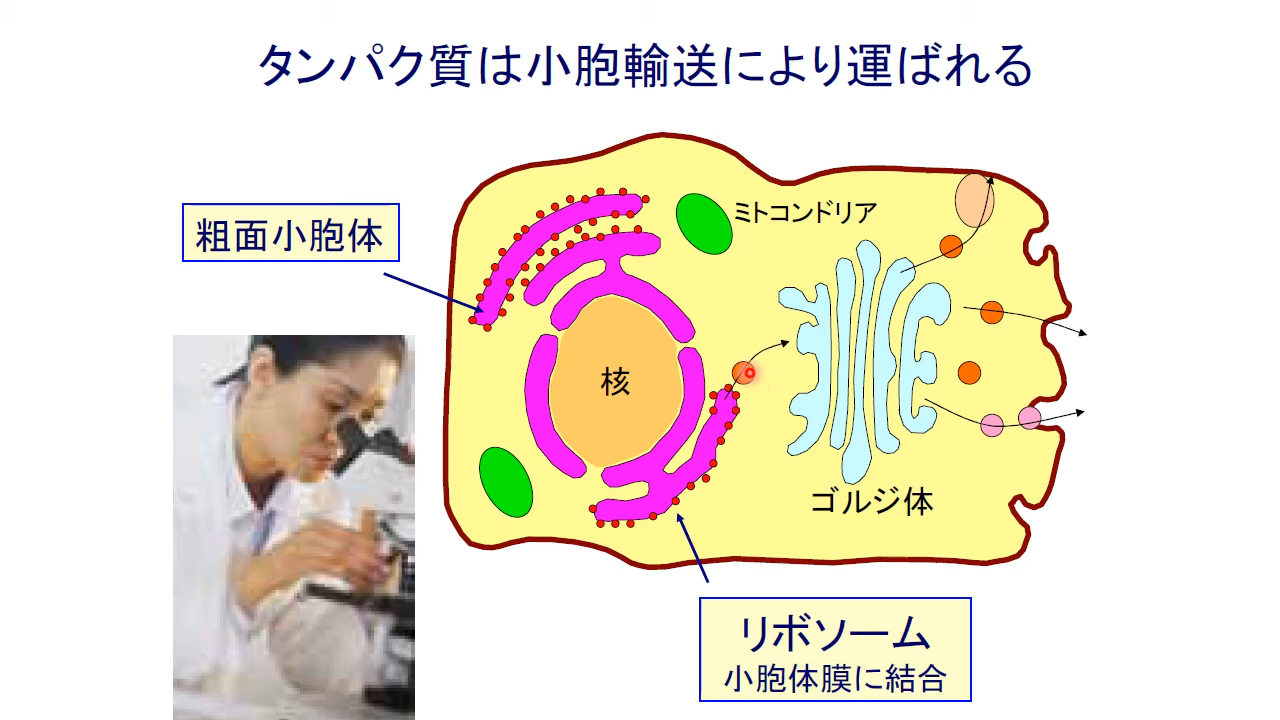 タンパク質は小胞輸送により運ばれる
粗面小胞体
ミトコンドリア
核
ゴルジ体
リボソーム
小胞体膜に結合